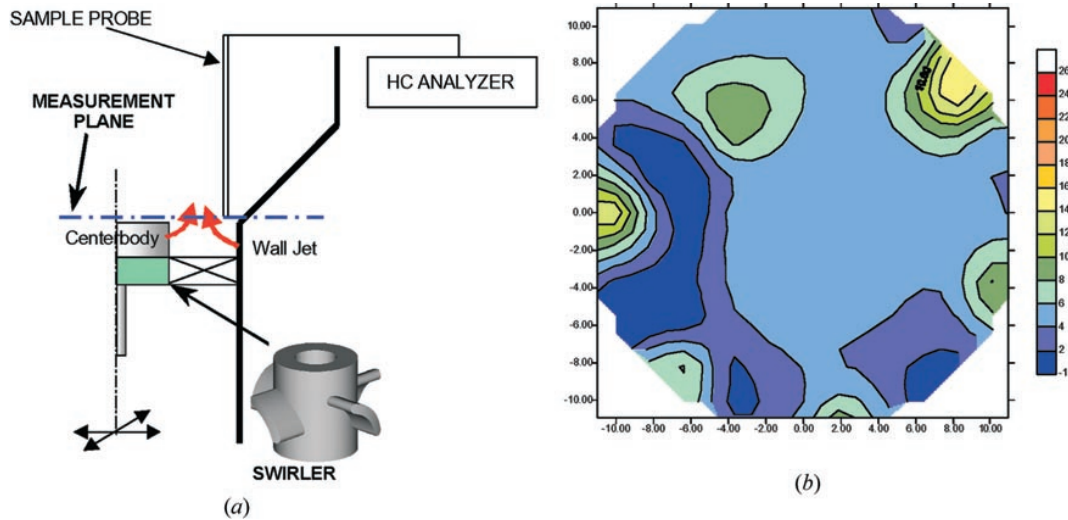 SAMPLE PROBE
HC ANALYZER
MEASUREMENT
PLANE
Centerbody
Wall Jet
SWIRLER
(a)
10.00
8.00
6.00
4.00
2.00
0.00
-2.00
-4.00
-6.00
-8.00
-10.00
-10.00 -8.00 -6.00 -4.00 -2.00 0.00 2.00 4.00 6.00 8.00 10.00
10.00
26
24
22
20
18
16
14
12
10
8
6
4
2
-1
(b)